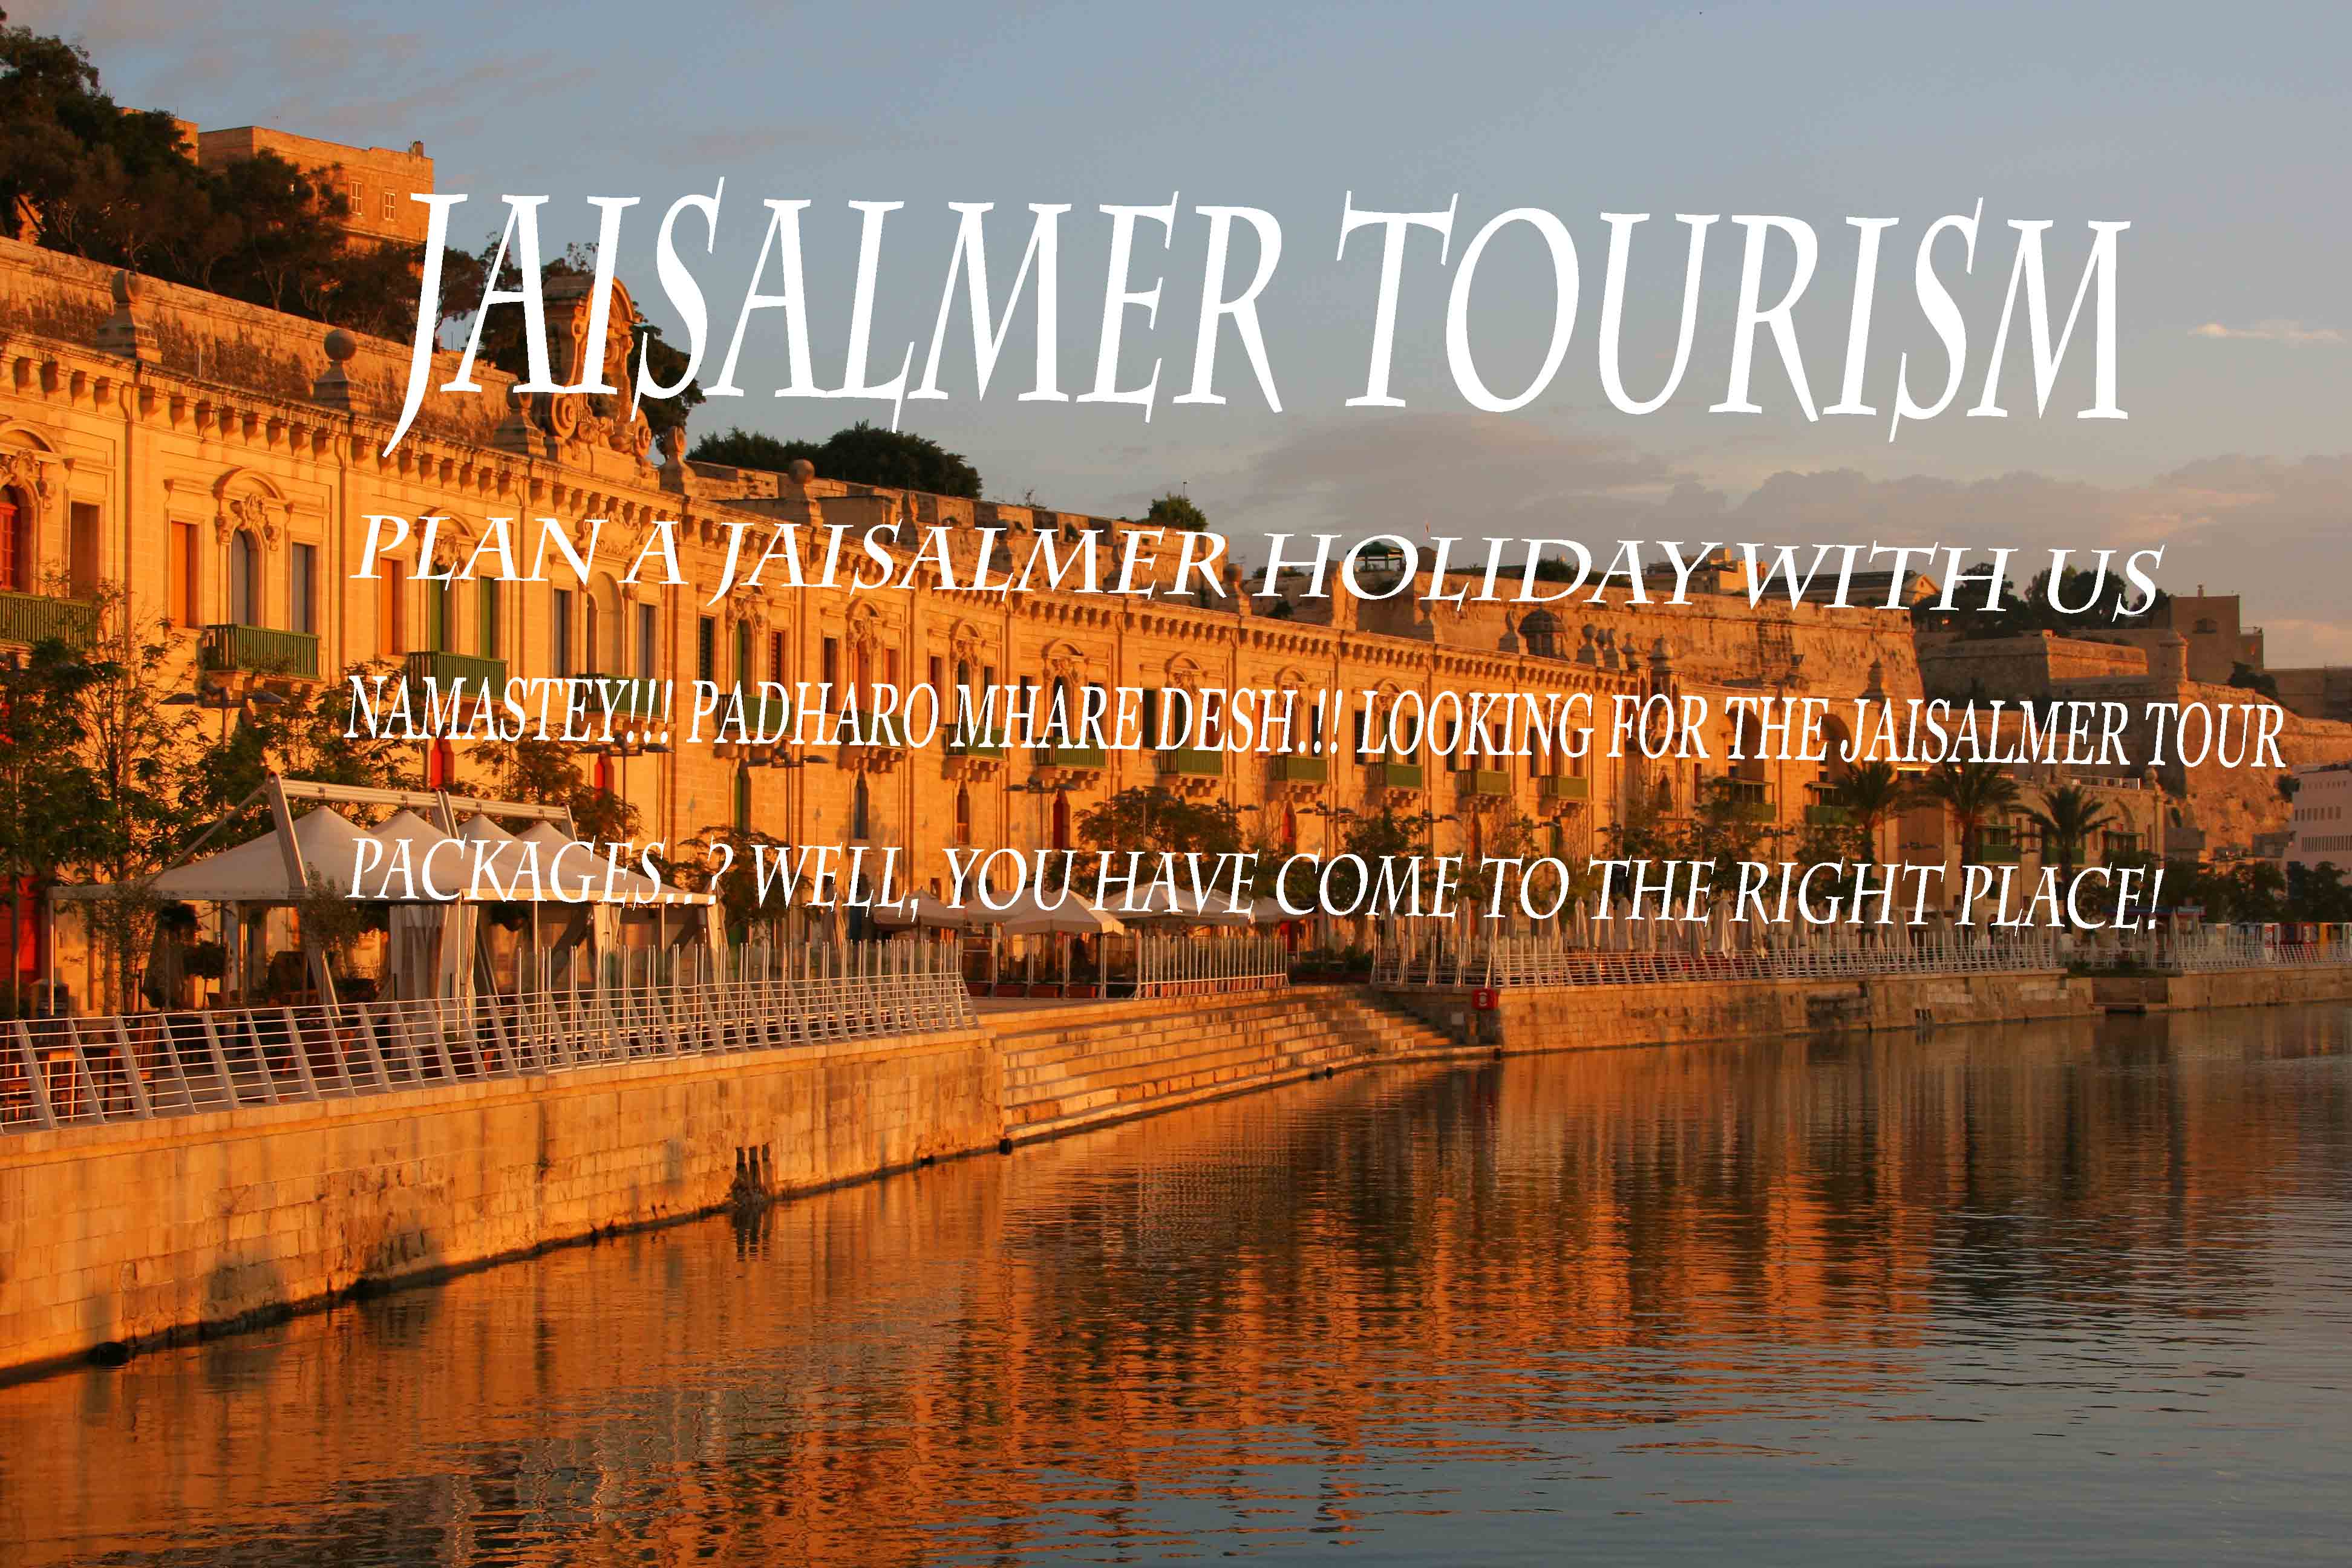 JAISALMER TOURISM
PLAN A JAISALMER HOLIDAY WITH US
NAMASTEY!!! PADHARO MHARE DESH.!! LOOKING FOR THE JAISALMER TOUR
PACKAGES..? WELL, YOU HAVE COME TO THE RIGHT PLACE!